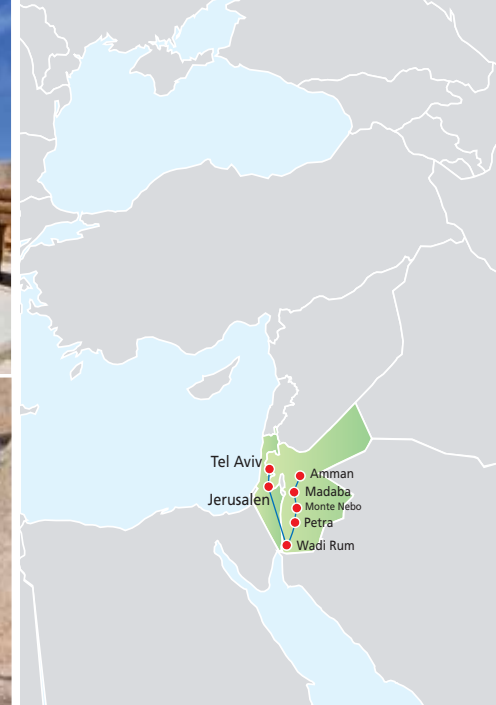 Tel Aviv
Amman
Jerusalen
Madaba
Monte Nebo
Petra
Wadi Rum